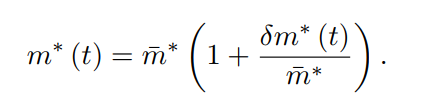 m* (t) = m̄* (1 + δm* (t) / m̄*).